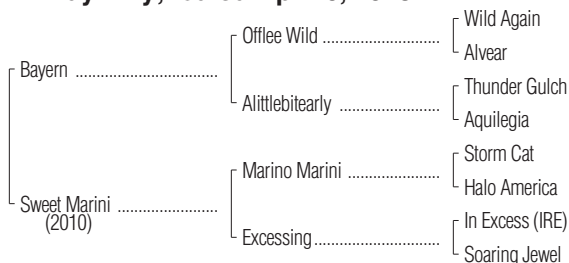 Wild Again
Offlee Wild ........................
Alvear
Bayern ...................................
Thunder Gulch
Alittlebitearly ........................
Aquilegia
Storm Cat
Marino Marini ......................
Halo America
Sweet Marini ........................
(2010)
In Excess (IRE)
Excessing ..............................
Soaring Jewel